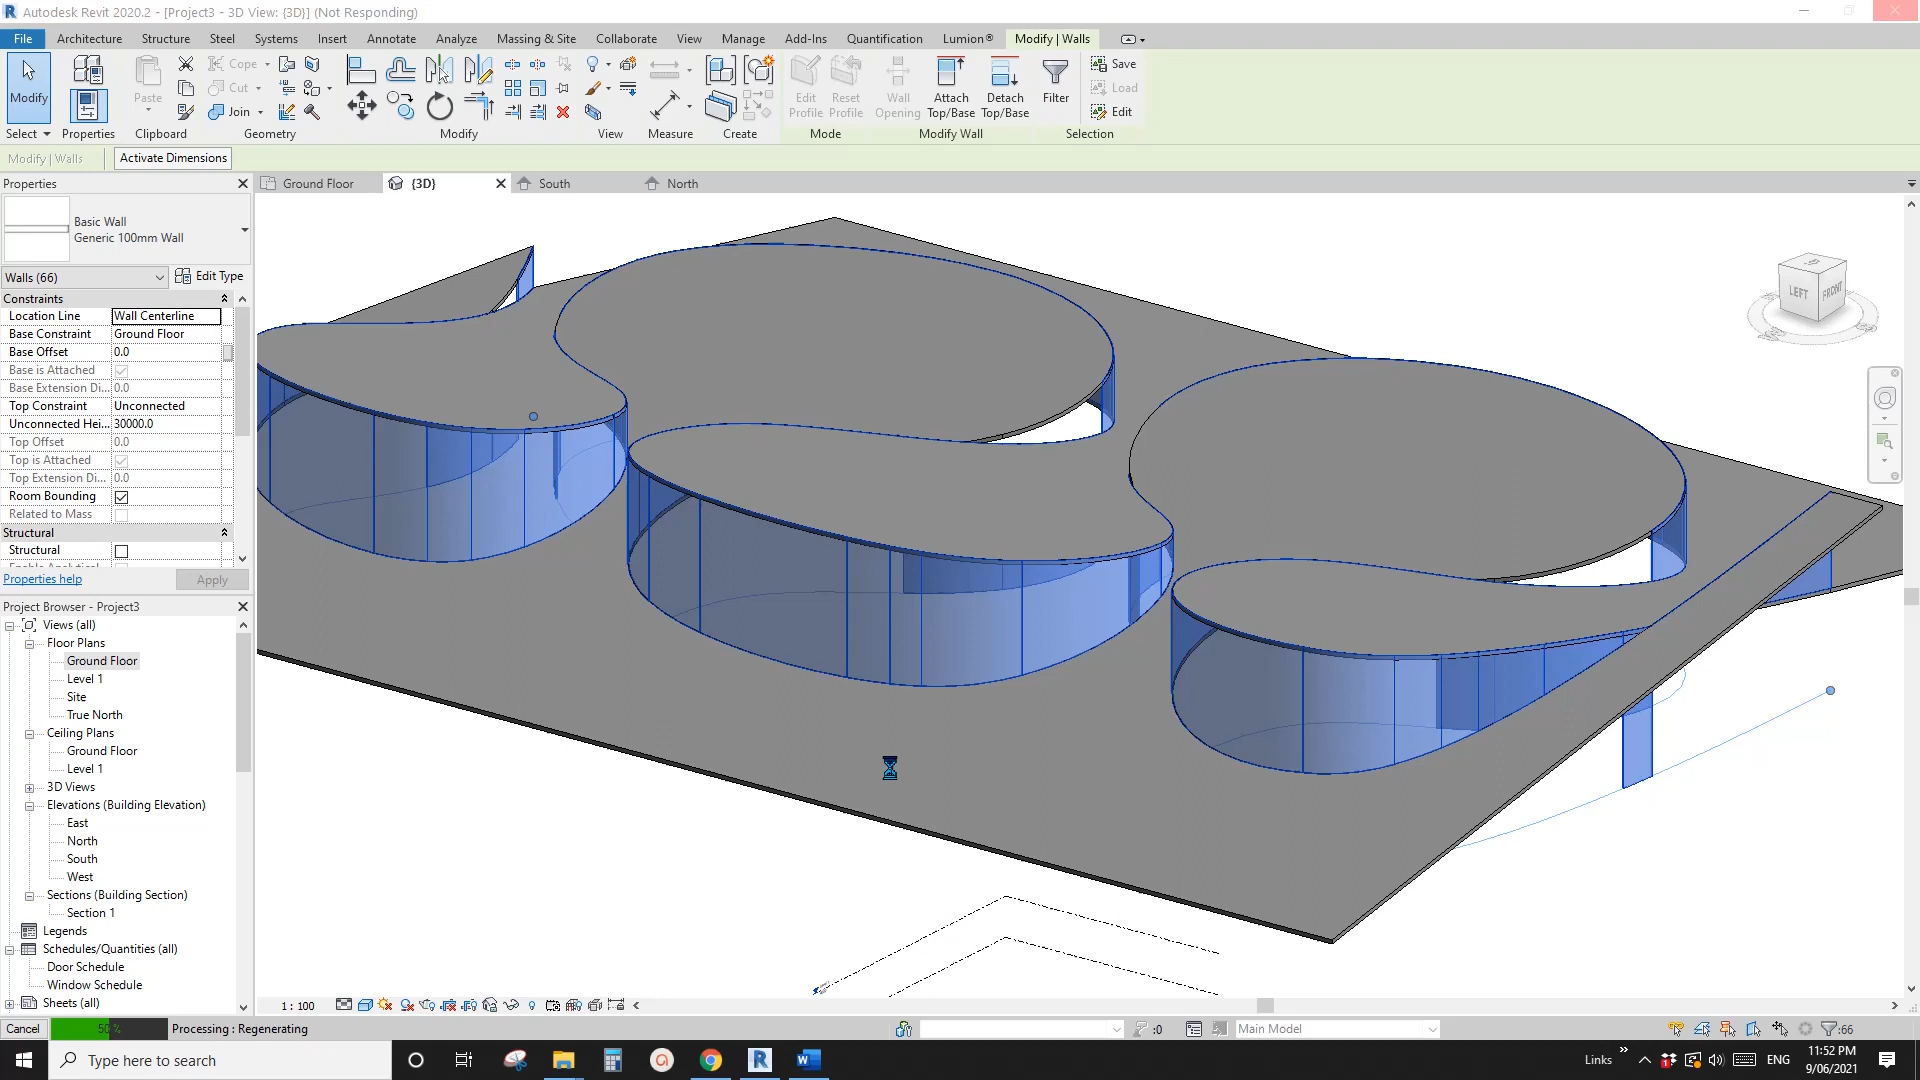 Autodesk Revit 2020.2 - [Project3 - 3D View: {3D}] (Not Responding)
File Architecture Structure Steel Systems Insert Annotate Analyze Massing & Site Collaborate View Manage Add-Ins Quantification Lumion® Modify | Walls
Modify
Paste
Cope
Cut
Join
Edit Profile
Reset Profile
Wall Opening
Attach Top/Base
Detach Top/Base
Filter
Save
Load
Edit
Select Properties Clipboard Geometry Modify View Measure Create Mode Modify Wall Selection
Modify | Walls Activate Dimensions
Properties
Ground Floor {3D} South North
Basic Wall
Generic 100mm Wall
Walls (66) Edit Type
Constraints
Location Line Wall Centerline
Base Constraint Ground Floor
Base Offset 0.0
Base is Attached
Base Extension Di... 0.0
Top Constraint Unconnected
Unconnected Hei... 30000.0
Top Offset 0.0
Top is Attached
Top Extension Di... 0.0
Room Bounding
Related to Mass
Structural
Structural
Properties help Apply
Project Browser - Project3
Views (all)
Floor Plans
Ground Floor
Level 1
Site
True North
Ceiling Plans
Ground Floor
Level 1
3D Views
Elevations (Building Elevation)
East
North
South
West
Sections (Building Section)
Section 1
Legends
Schedules/Quantities (all)
Door Schedule
Window Schedule
Sheets (all)
LEFT FRONT
1 : 100
Cancel 50 % Processing : Regenerating :0 Main Model :66
Type here to search
Links » ENG
11:52 PM
9/06/2021